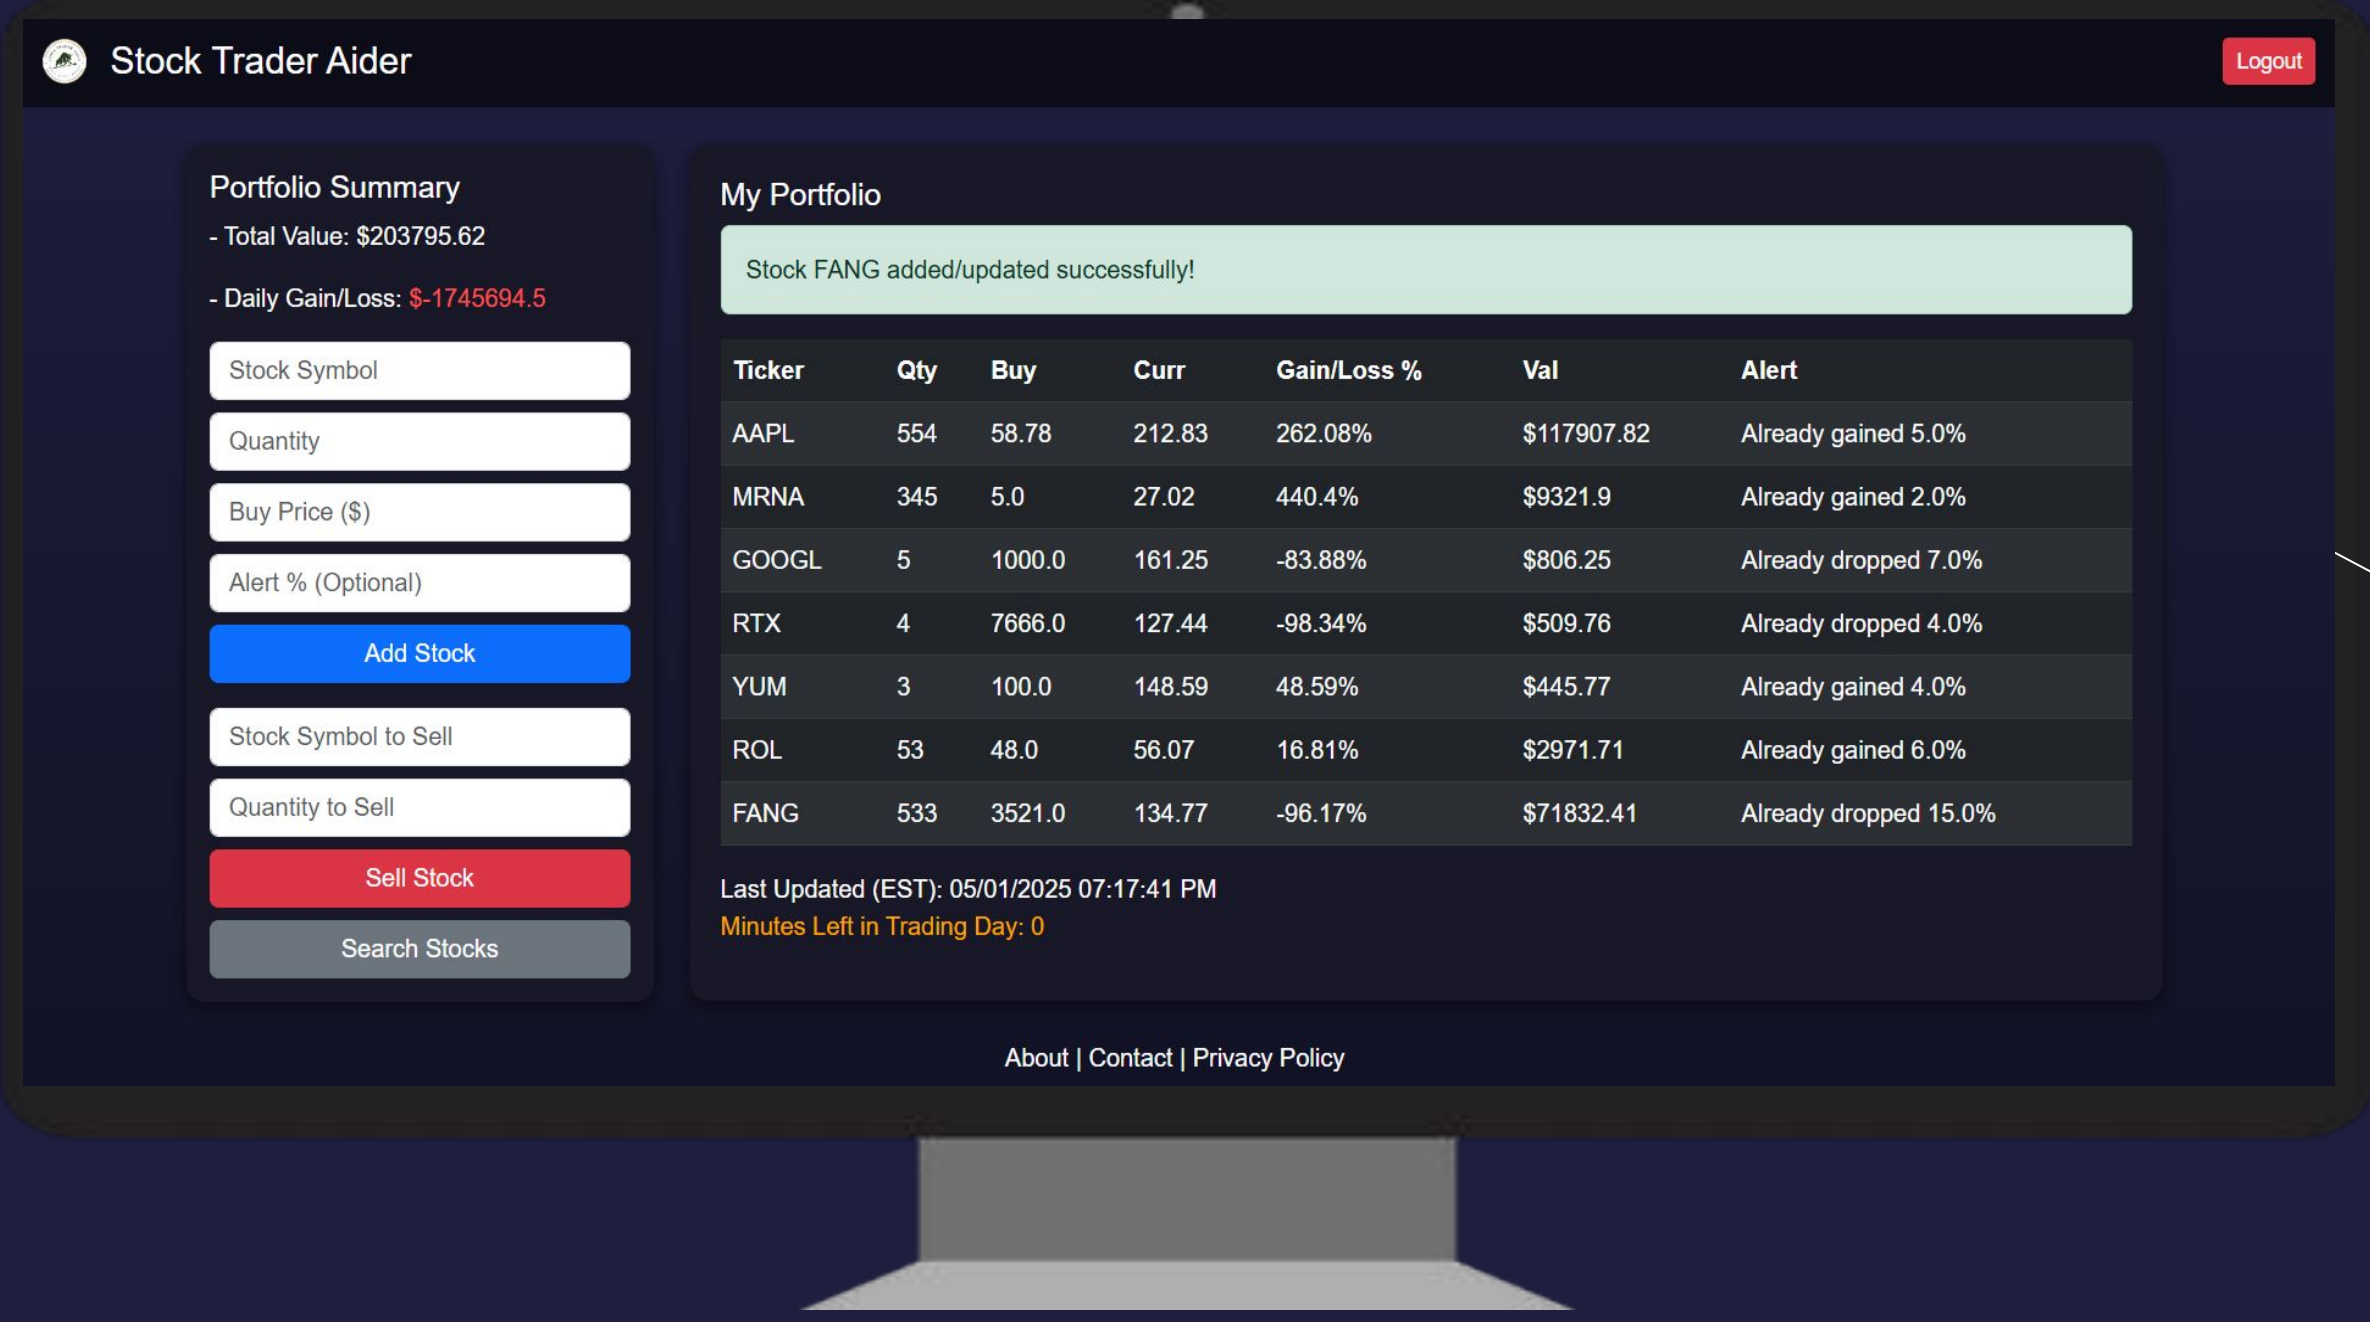 Stock Trader Aider
Logout
Portfolio Summary
- Total Value: $203795.62
- Daily Gain/Loss: $-1745694.5
Stock Symbol
Quantity
Buy Price ($)
Alert % (Optional)
Add Stock
Stock Symbol to Sell
Quantity to Sell
Sell Stock
Search Stocks
My Portfolio
Stock FANG added/updated successfully!
Ticker Qty Buy Curr Gain/Loss % Val Alert
AAPL 554 58.78 212.83 262.08% $117907.82 Already gained 5.0%
MRNA 345 5.0 27.02 440.4% $9321.9 Already gained 2.0%
GOOGL 5 1000.0 161.25 -83.88% $806.25 Already dropped 7.0%
RTX 4 7666.0 127.44 -98.34% $509.76 Already dropped 4.0%
YUM 3 100.0 148.59 48.59% $445.77 Already gained 4.0%
ROL 53 48.0 56.07 16.81% $2971.71 Already gained 6.0%
FANG 533 3521.0 134.77 -96.17% $71832.41 Already dropped 15.0%
Last Updated (EST): 05/01/2025 07:17:41 PM
Minutes Left in Trading Day: 0
About | Contact | Privacy Policy